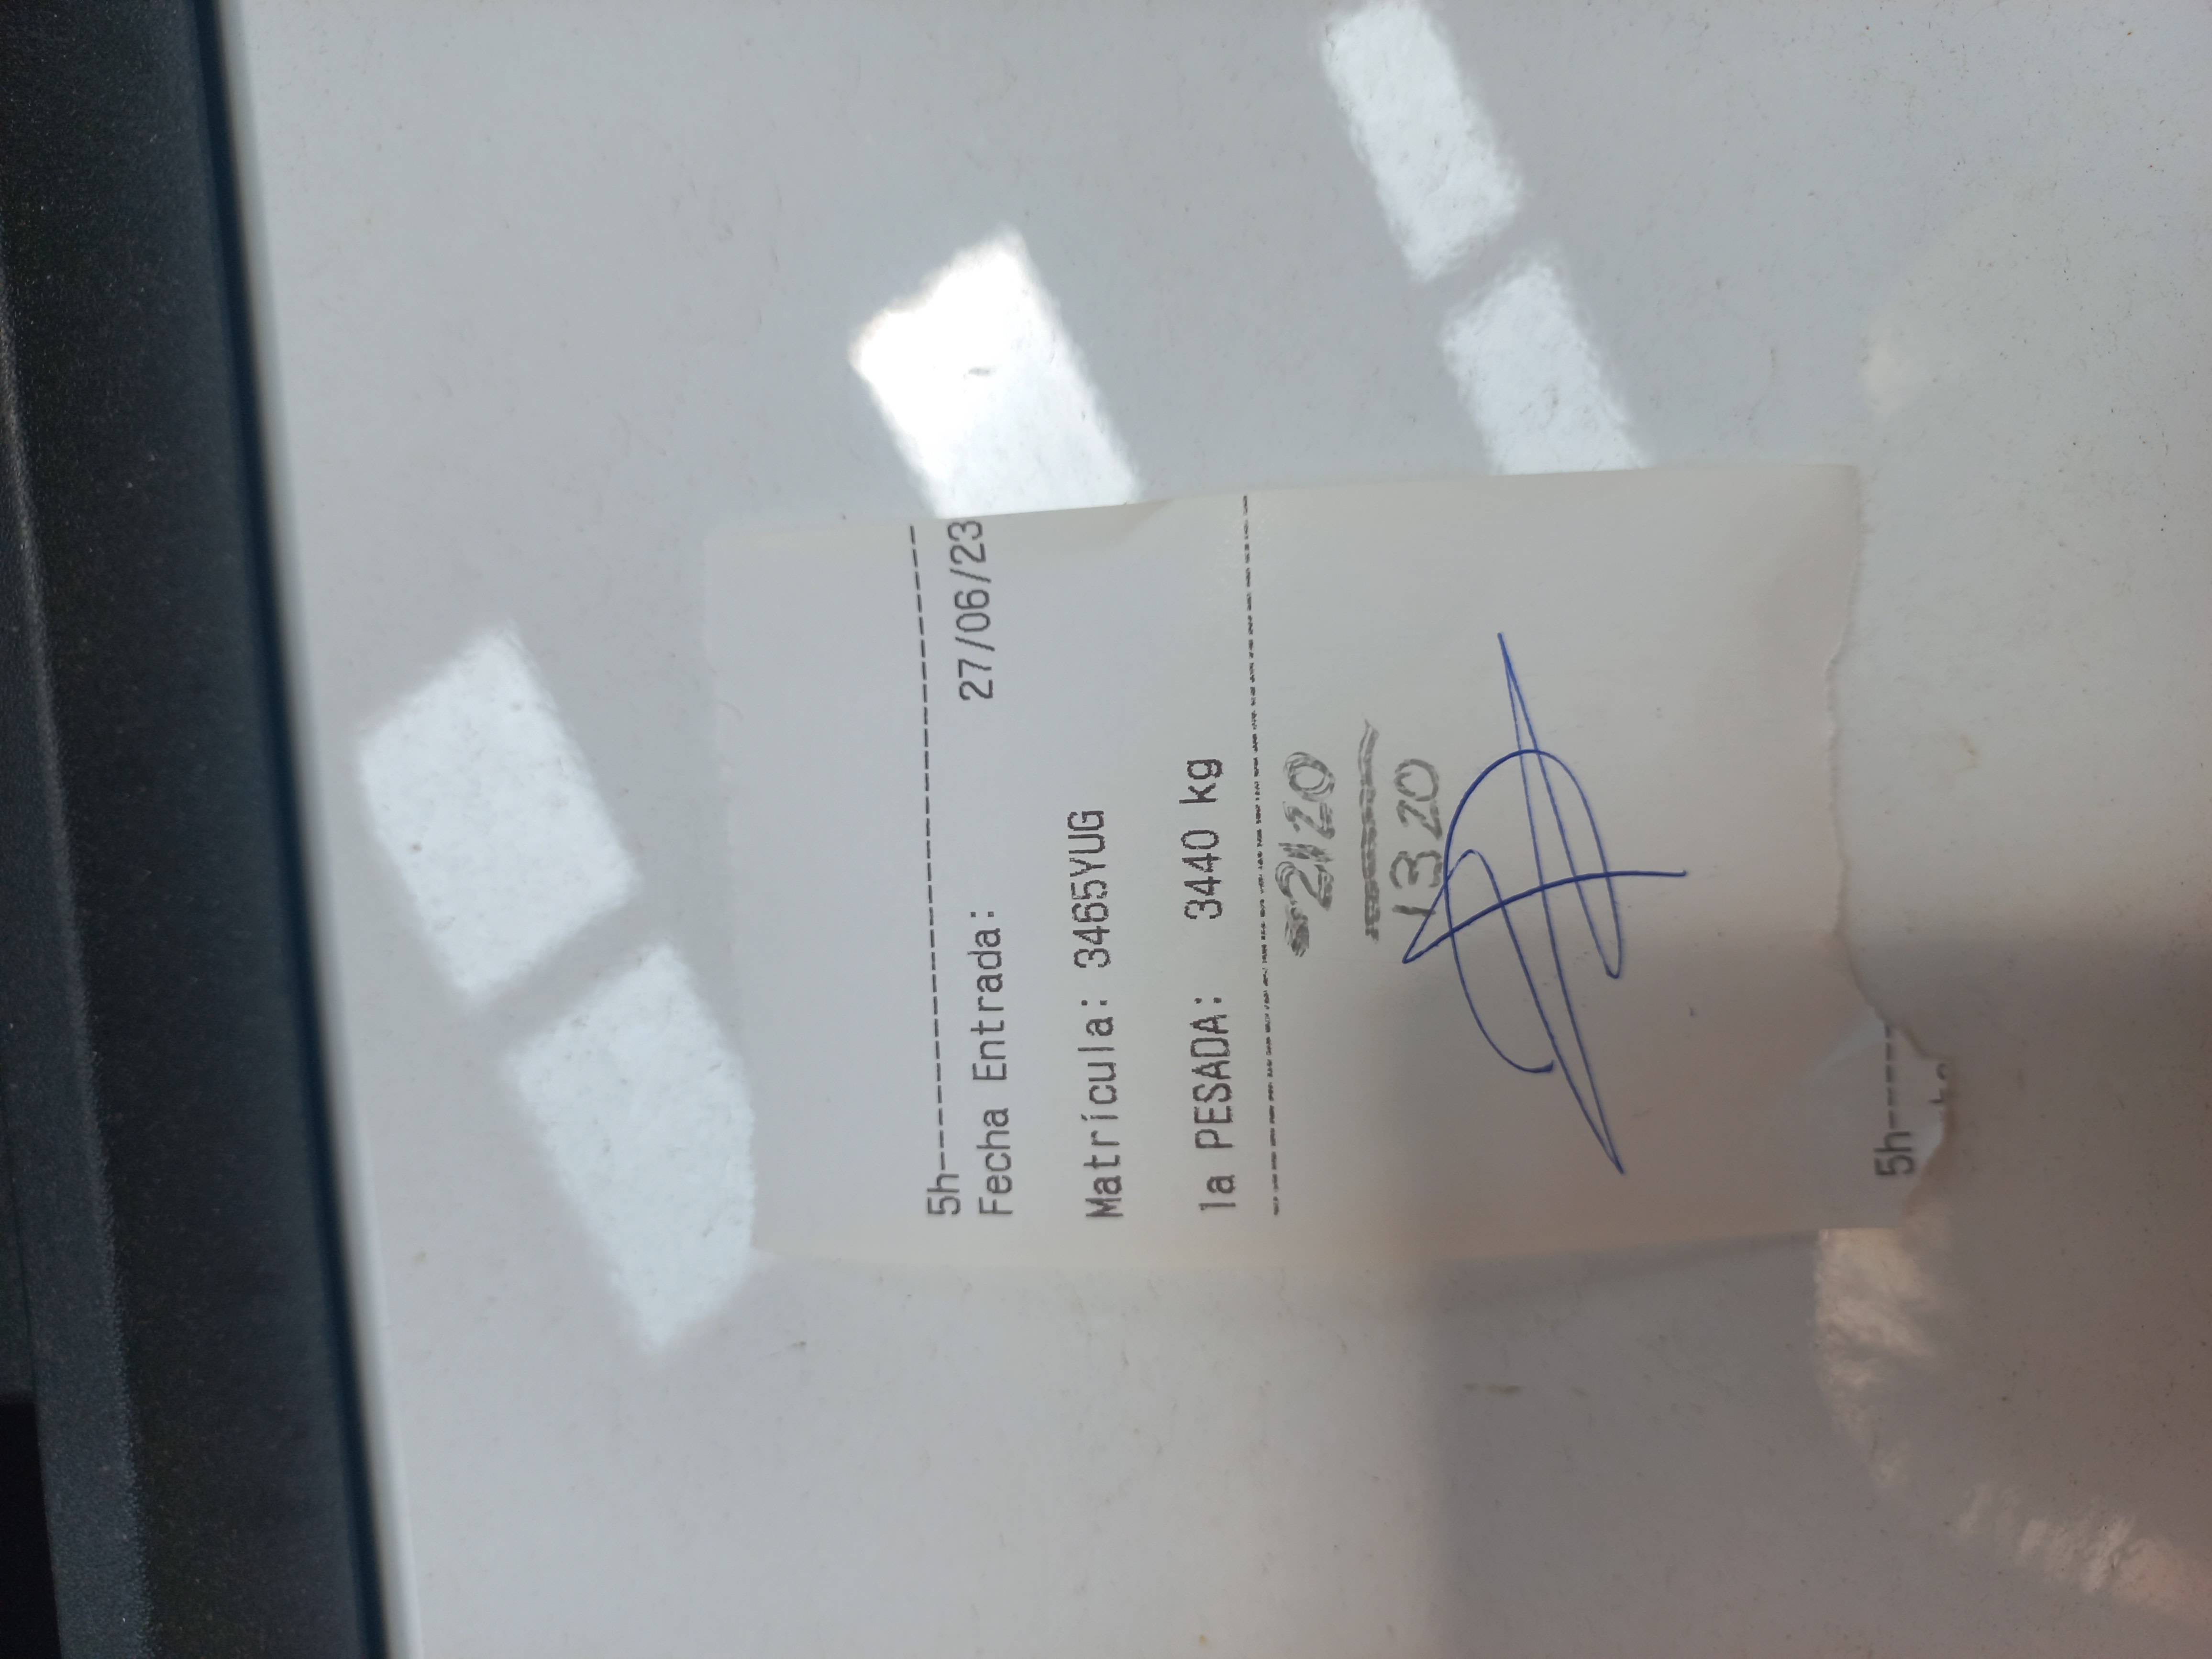 5h------------------------------
Fecha Entrada: 27/06/23
Matrícula: 3465YUG
1a PESADA: 3440 kg
--------------------------------
-2120
1320
5h-----